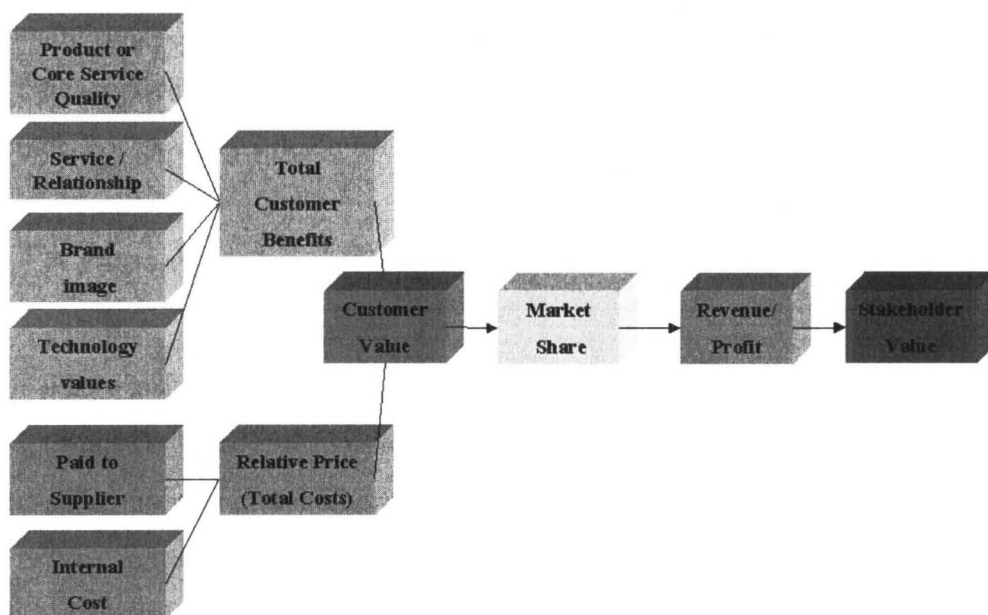 Product or
Core Service
Quality
Service /
Relationship
Brand
image
Technology
values
Total
Customer
Benefits
Customer
Value
Market
Share
Revenue/
Profit
Stakeholder
Value
Paid to
Supplier
Relative Price
(Total Costs)
Internal
Cost